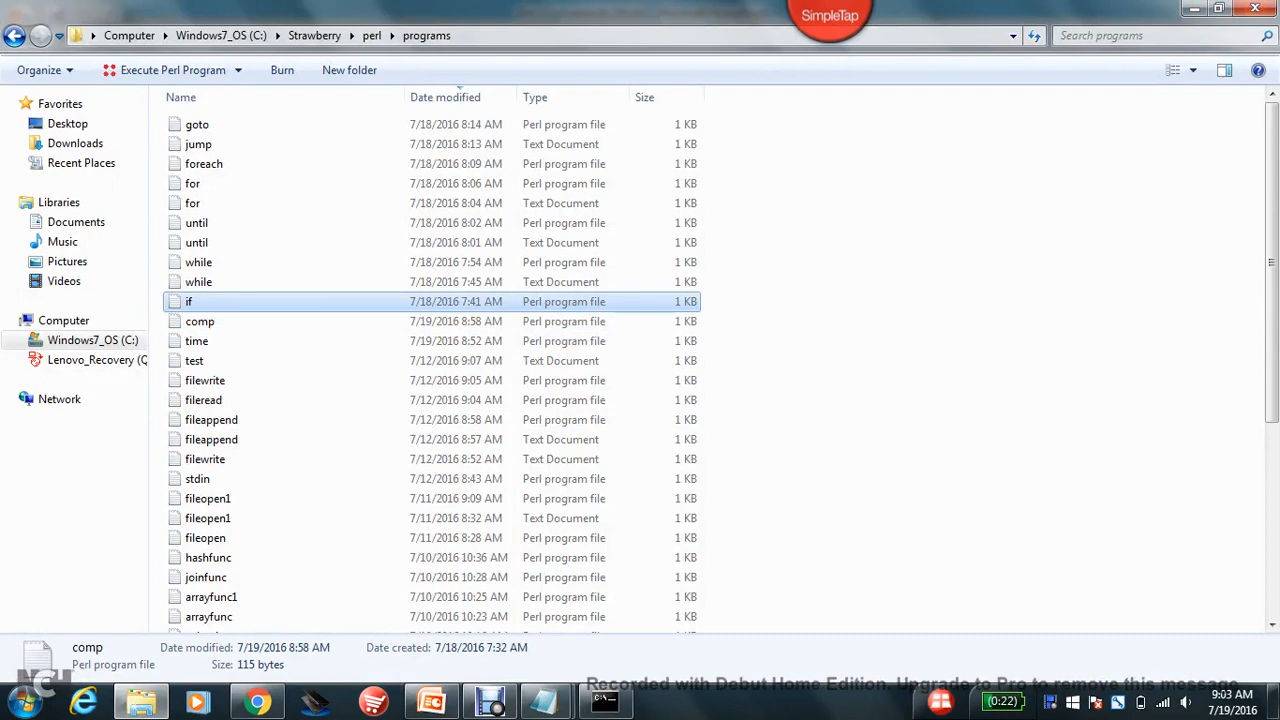 SimpleTap
Computer Windows7_OS (C:) Strawberry perl programs Search programs
Organize Execute Perl Program Burn New folder
Name Date modified Type Size
Favorites
Desktop
Downloads
Recent Places
Libraries
Documents
Music
Pictures
Videos
Computer
Windows7_OS (C:)
Lenovo_Recovery (Q
Network
goto 7/18/2016 8:14 AM Perl program file 1 KB
jump 7/18/2016 8:13 AM Text Document 1 KB
foreach 7/18/2016 8:09 AM Perl program file 1 KB
for 7/18/2016 8:06 AM Perl program file 1 KB
for 7/18/2016 8:04 AM Text Document 1 KB
until 7/18/2016 8:02 AM Perl program file 1 KB
until 7/18/2016 8:01 AM Text Document 1 KB
while 7/18/2016 7:54 AM Perl program file 1 KB
while 7/18/2016 7:45 AM Text Document 1 KB
if 7/18/2016 7:41 AM Perl program file 1 KB
comp 7/19/2016 8:58 AM Perl program file 1 KB
time 7/19/2016 8:52 AM Perl program file 1 KB
test 7/12/2016 9:07 AM Text Document 1 KB
filewrite 7/12/2016 9:05 AM Perl program file 1 KB
fileread 7/12/2016 9:04 AM Perl program file 1 KB
fileappend 7/12/2016 8:58 AM Perl program file 1 KB
fileappend 7/12/2016 8:57 AM Text Document 1 KB
filewrite 7/12/2016 8:52 AM Text Document 1 KB
stdin 7/12/2016 8:43 AM Perl program file 1 KB
fileopen1 7/11/2016 9:09 AM Perl program file 1 KB
fileopen1 7/11/2016 8:32 AM Text Document 1 KB
fileopen 7/11/2016 8:28 AM Perl program file 1 KB
hashfunc 7/10/2016 10:36 AM Perl program file 1 KB
joinfunc 7/10/2016 10:28 AM Perl program file 1 KB
arrayfunc1 7/10/2016 10:25 AM Perl program file 1 KB
arrayfunc 7/10/2016 10:23 AM Perl program file 1 KB
comp Date modified: 7/19/2016 8:58 AM Date created: 7/18/2016 7:32 AM
Perl program file Size: 115 bytes
NCH
Recorded with Debut Home Edition. Upgrade to Pro to remove this message
(0:22)
9:03 AM
7/19/2016